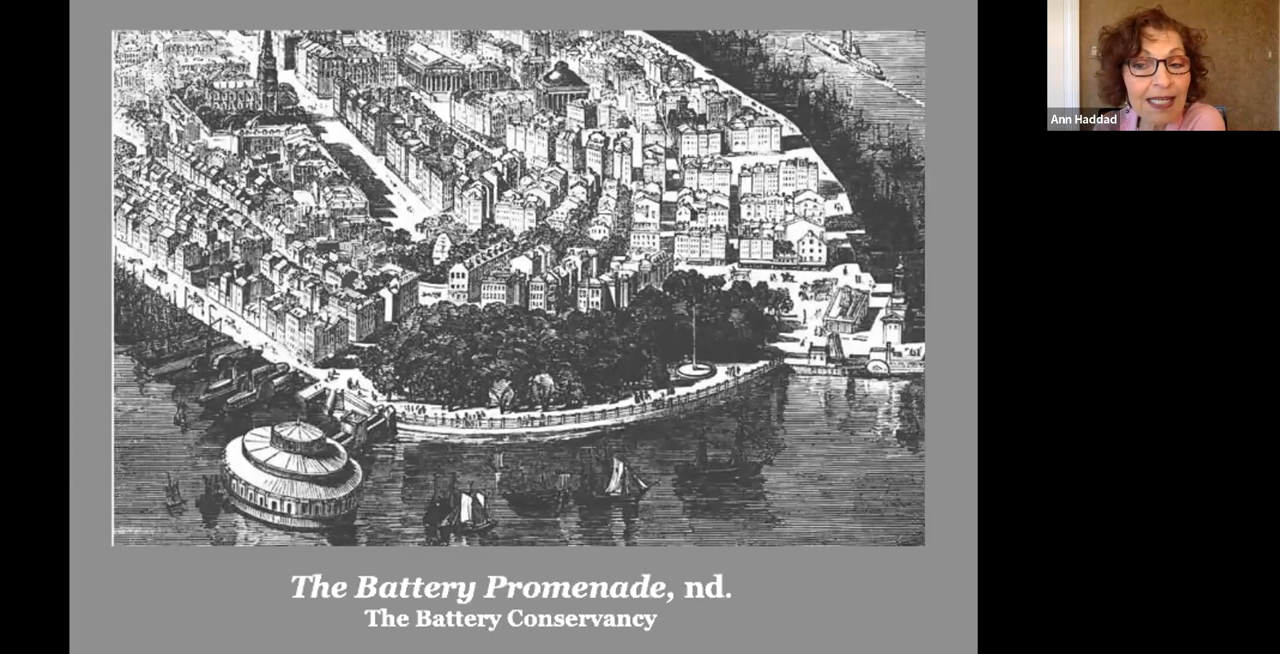 Ann Haddad
The Battery Promenade, nd.
The Battery Conservancy